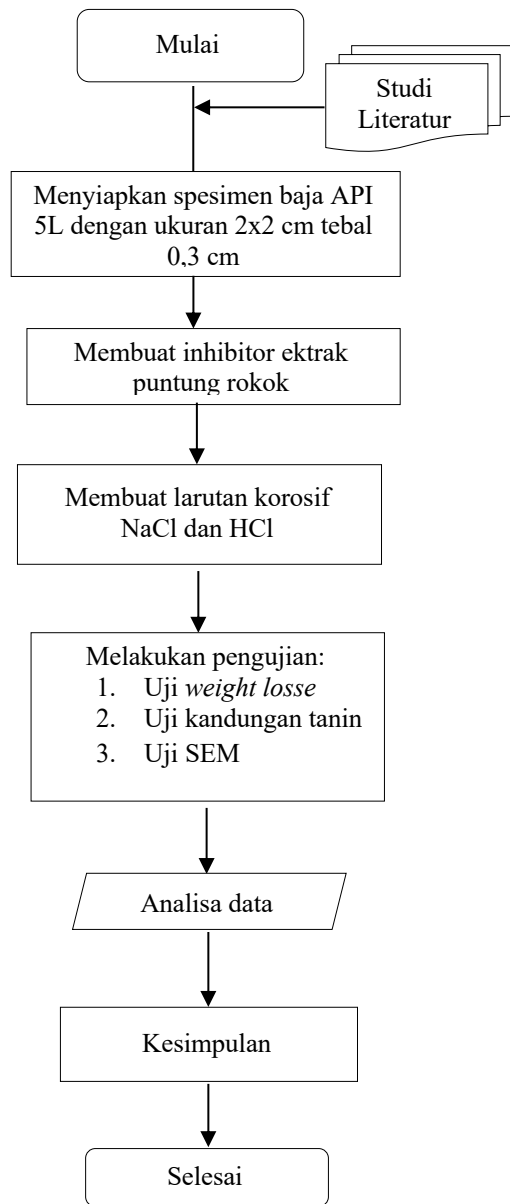 Mulai
Studi
Literatur
Menyiapkan spesimen baja API
5L dengan ukuran 2x2 cm tebal
0,3 cm
Membuat inhibitor ektrak
puntung rokok
Membuat larutan korosif
NaCl dan HCl
Melakukan pengujian:
1. Uji weight losse
2. Uji kandungan tanin
3. Uji SEM
Analisa data
Kesimpulan
Selesai